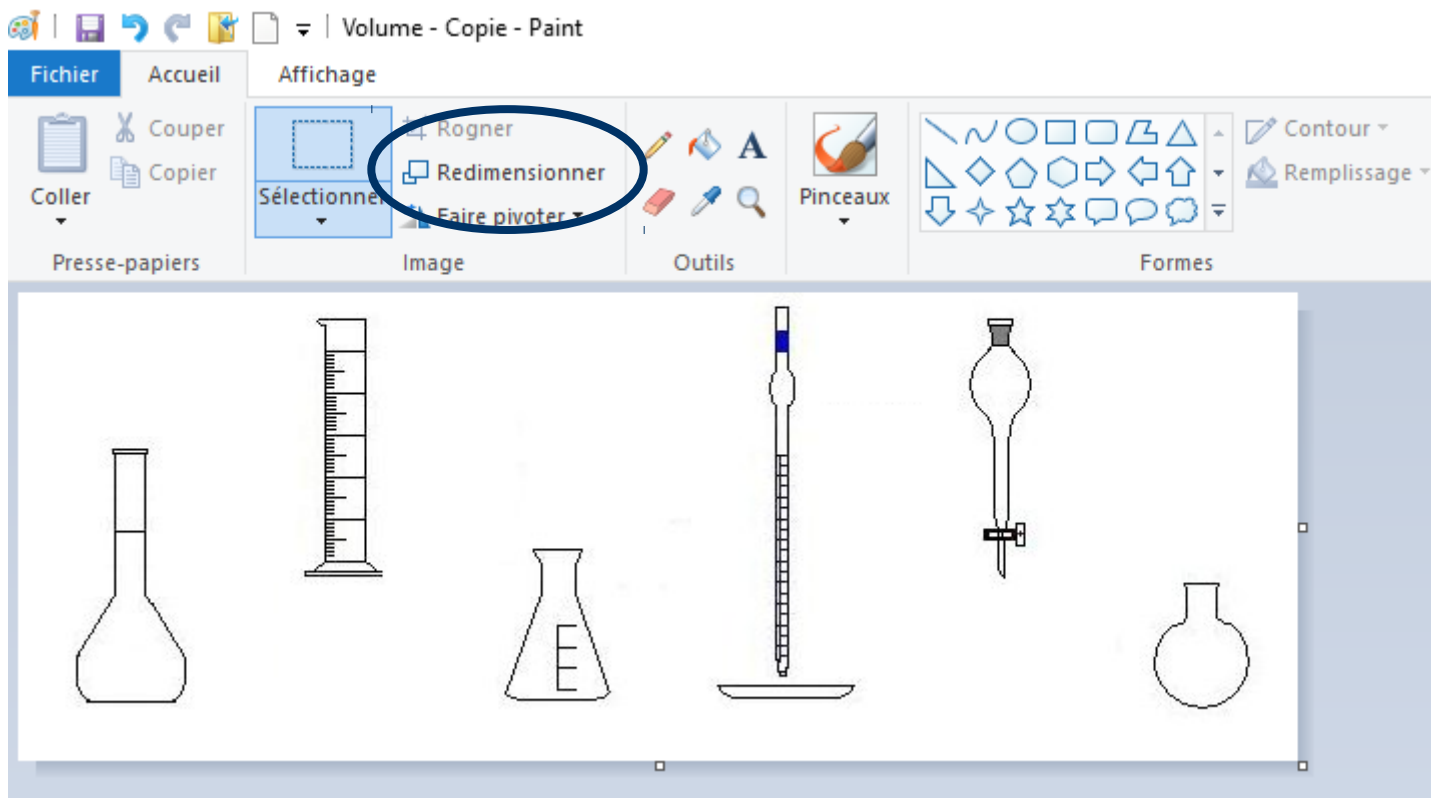 Volume - Copie - Paint
Fichier Accueil Affichage
Couper Rogner Contour
Copier Redimensionner Remplissage
Coller Sélectionner Faire pivoter A Pinceaux
Presse-papiers Image Outils Formes